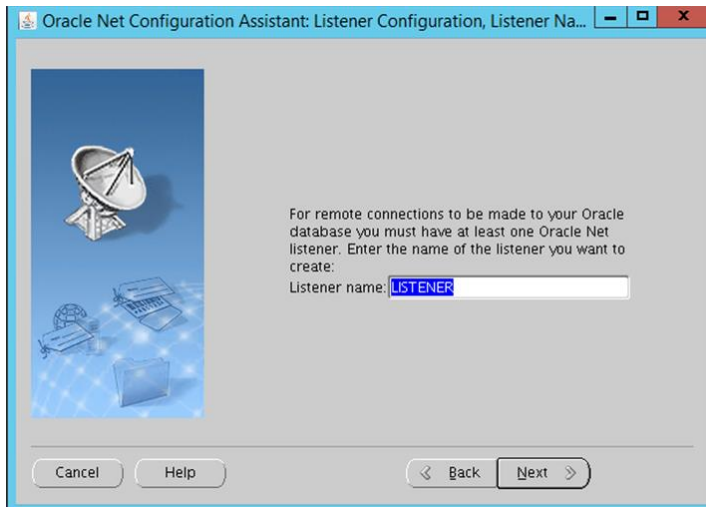 Oracle Net Configuration Assistant: Listener Configuration, Listener Na...
For remote connections to be made to your Oracle
database you must have at least one Oracle Net
listener. Enter the name of the listener you want to
create:
Listener name: LISTENER
Cancel Help Back Next